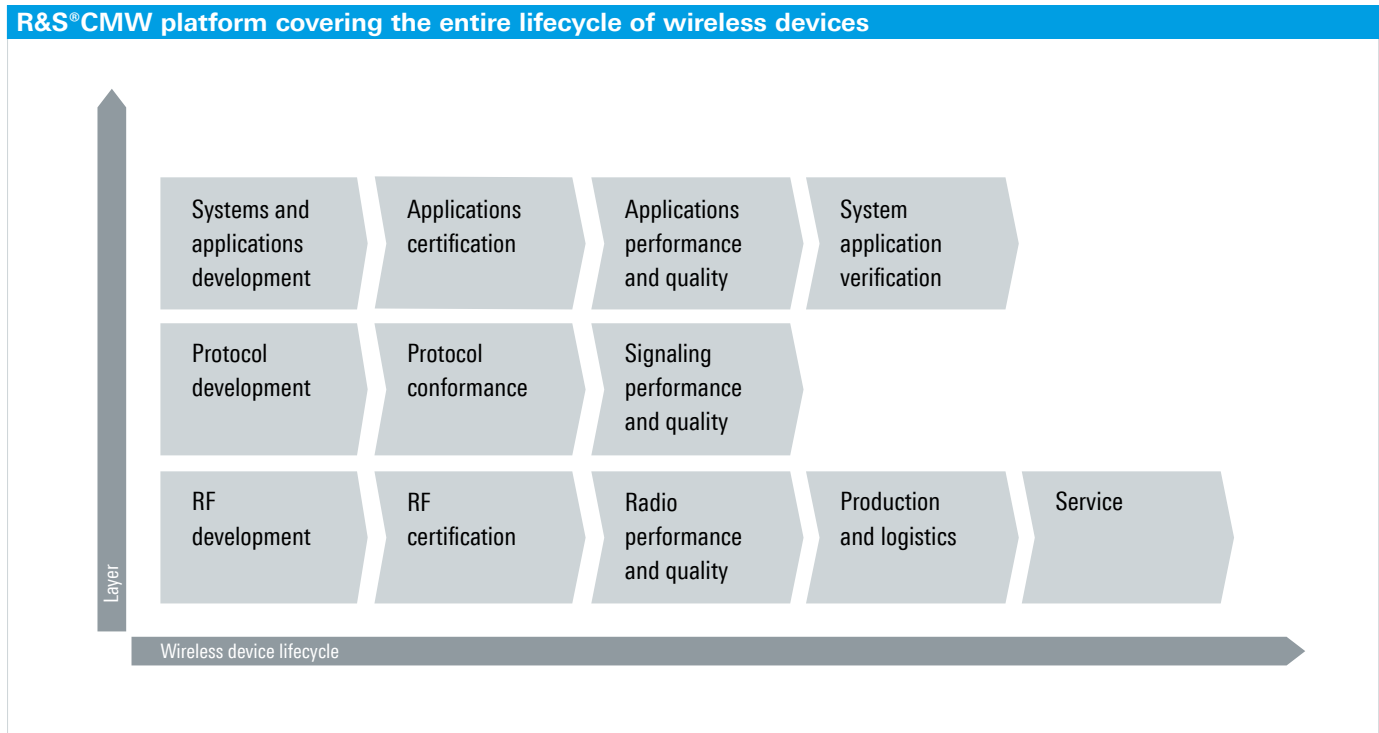 R&S®CMW platform covering the entire lifecycle of wireless devices
Systems and
applications
development
Applications
certification
Applications
performance
and quality
System
application
verification
Protocol
development
Protocol
conformance
Signaling
performance
and quality
RF
development
RF
certification
Radio
performance
and quality
Production
and logistics
Service
Layer
Wireless device lifecycle